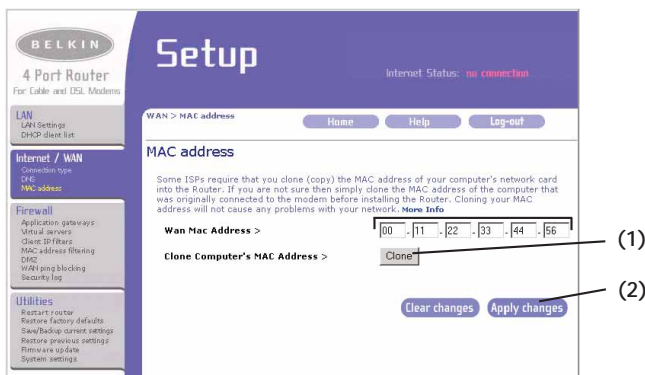 BELKIN
4 Port Router
For Cable and DSL Modems
LAN
LAN Settings
DHCP client list
Internet / WAN
Connection type
DNS
MAC address
Firewall
Application gateways
Virtual servers
Client IP filters
MAC address filtering
DMZ
WAN ping blocking
Security log
Utilities
Restart router
Restore factory defaults
Save/Backup current settings
Restore previous settings
Firmware update
System settings
Setup
Internet Status: no connection
WAN > MAC address
Home Help Log-out
MAC address
Some ISPs require that you clone (copy) the MAC address of your computer's network card
into the Router. If you are not sure then simply clone the MAC address of the computer that
was originally connected to the modem before installing the Router. Cloning your MAC
address will not cause any problems with your network. More Info
Wan Mac Address > 00 . 11 . 22 . 33 . 44 . 56
Clone Computer's MAC Address > Clone
(1)
Clear changes Apply changes
(2)